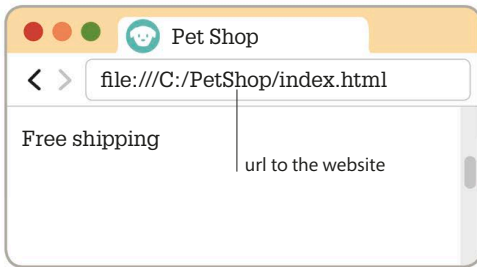 Pet Shop
file:///C:/PetShop/index.html
Free shipping
url to the website